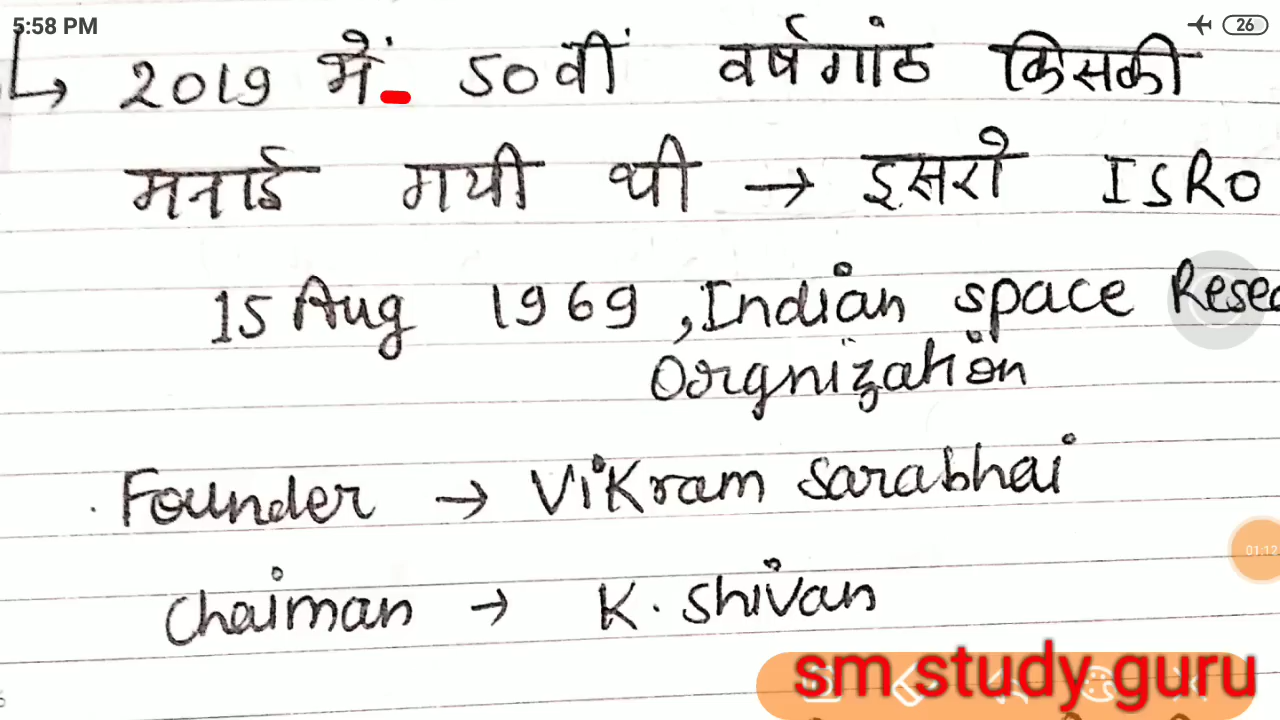 5:58 PM
26
↳ 2019 में 50वीं वर्षगांठ किसकी
मनाई गयी थी → इसरो ISRO
15 Aug 1969, Indian space Resea
Oorgnization
Founder → Vikram Sarabhai
Chaiman → K. Shivan
01:12
sm study guru